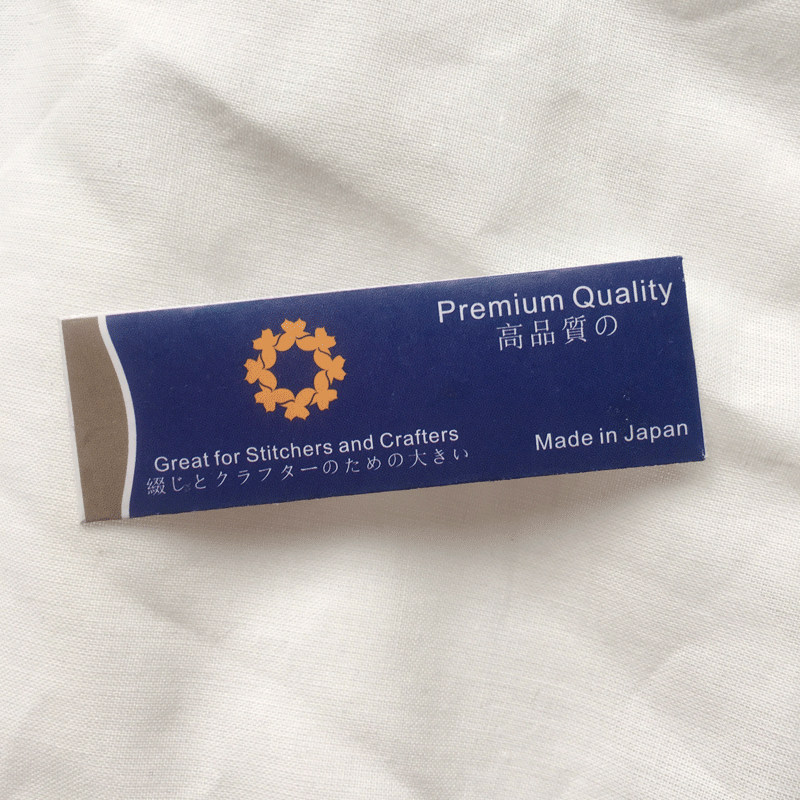 Premium Quality
高品質の
Great for Stitchers and Crafters
綴じとクラフターのための大きい
Made in Japan